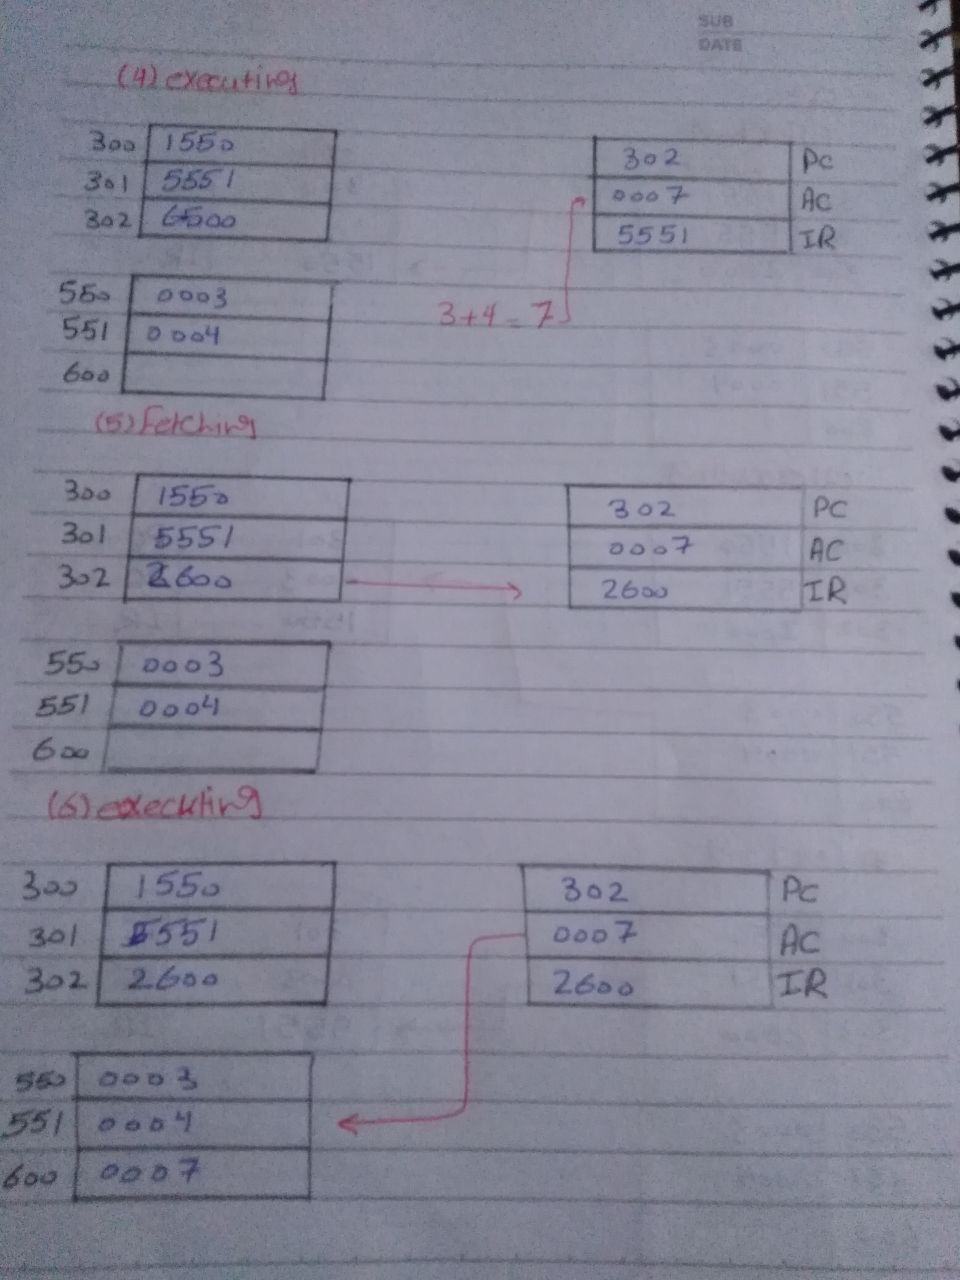 SUB
DATE
(4) executing
300 1550
301 5551
302 6500
302 PC
0007 AC
5551 IR
550 0003
551 0004
600
3+4=7
(5) Fetching
300 1550
301 5551
302 2600
302 PC
0007 AC
2600 IR
550 0003
551 0004
600
(6) execkting
300 1550
301 5551
302 2600
302 PC
0007 AC
2600 IR
550 0003
551 0004
600 0007